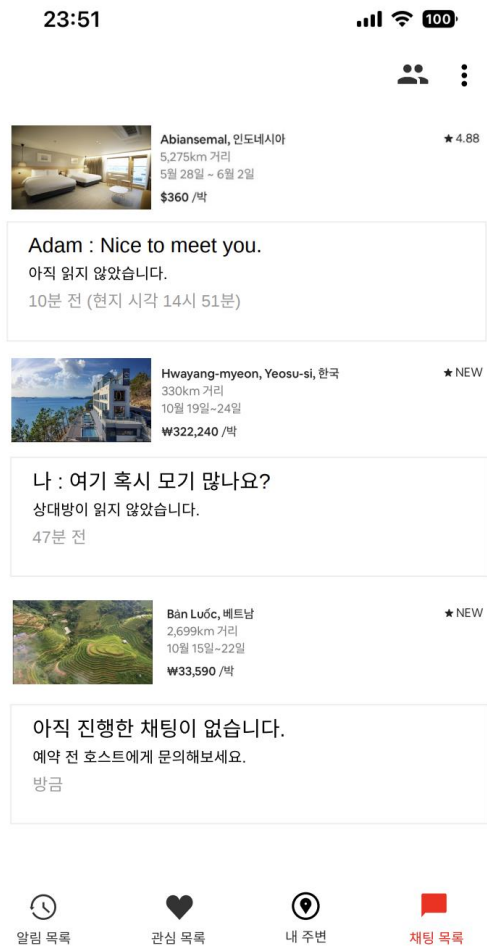 23:51
100
Abiansemal, 인도네시아
★ 4.88
5,275km 거리
5월 28일 ~ 6월 2일
$360 /박
Adam : Nice to meet you.
아직 읽지 않았습니다.
10분 전 (현지 시각 14시 51분)
Hwayang-myeon, Yeosu-si, 한국
★ NEW
330km 거리
10월 19일~24일
₩322,240 /박
나 : 여기 혹시 모기 많나요?
상대방이 읽지 않았습니다.
47분 전
Bản Luốc, 베트남
★ NEW
2,699km 거리
10월 15일~22일
₩33,590 /박
아직 진행한 채팅이 없습니다.
예약 전 호스트에게 문의해보세요.
방금
알림 목록
관심 목록
내 주변
채팅 목록